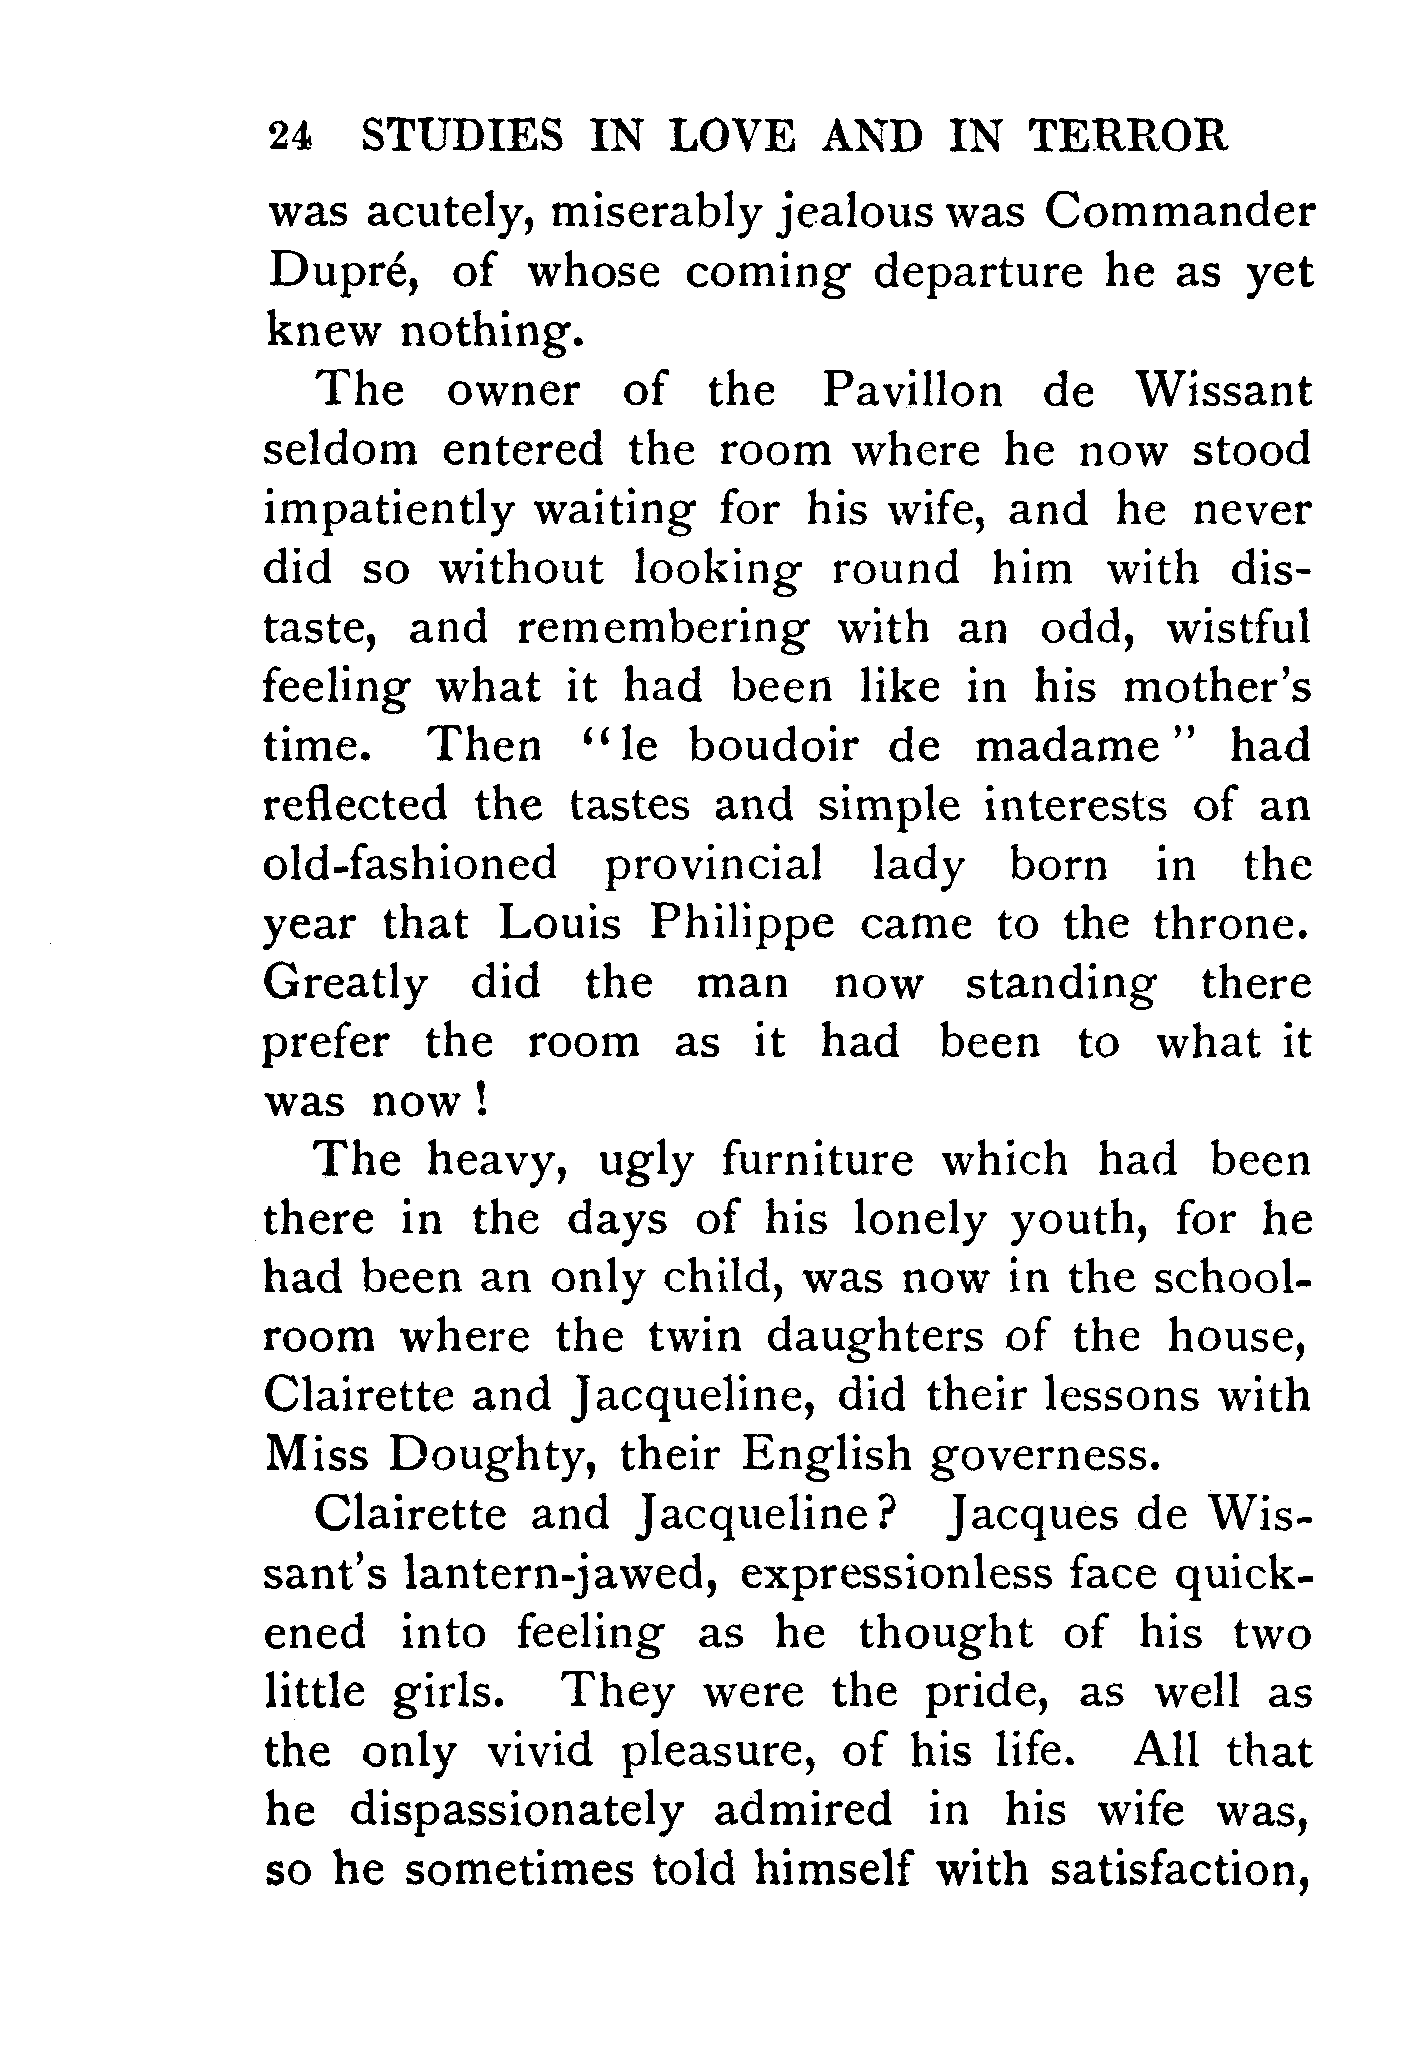 24 STUDIES IN LOVE AND IN TERROR
was acutely, miserably jealous was Commander
Dupré, of whose coming departure he as yet
knew nothing.
The owner of the Pavillon de Wissant
seldom entered the room where he now stood
impatiently waiting for his wife, and he never
did so without looking round him with dis-
taste, and remembering with an odd, wistful
feeling what it had been like in his mother's
time. Then “le boudoir de madame” had
reflected the tastes and simple interests of an
old-fashioned provincial lady born in the
year that Louis Philippe came to the throne.
Greatly did the man now standing there
prefer the room as it had been to what it
was now!
The heavy, ugly furniture which had been
there in the days of his lonely youth, for he
had been an only child, was now in the school-
room where the twin daughters of the house,
Clairette and Jacqueline, did their lessons with
Miss Doughty, their English governess.
Clairette and Jacqueline? Jacques de Wis-
sant's lantern-jawed, expressionless face quick-
ened into feeling as he thought of his two
little girls. They were the pride, as well as
the only vivid pleasure, of his life. All that
he dispassionately admired in his wife was,
so he sometimes told himself with satisfaction,